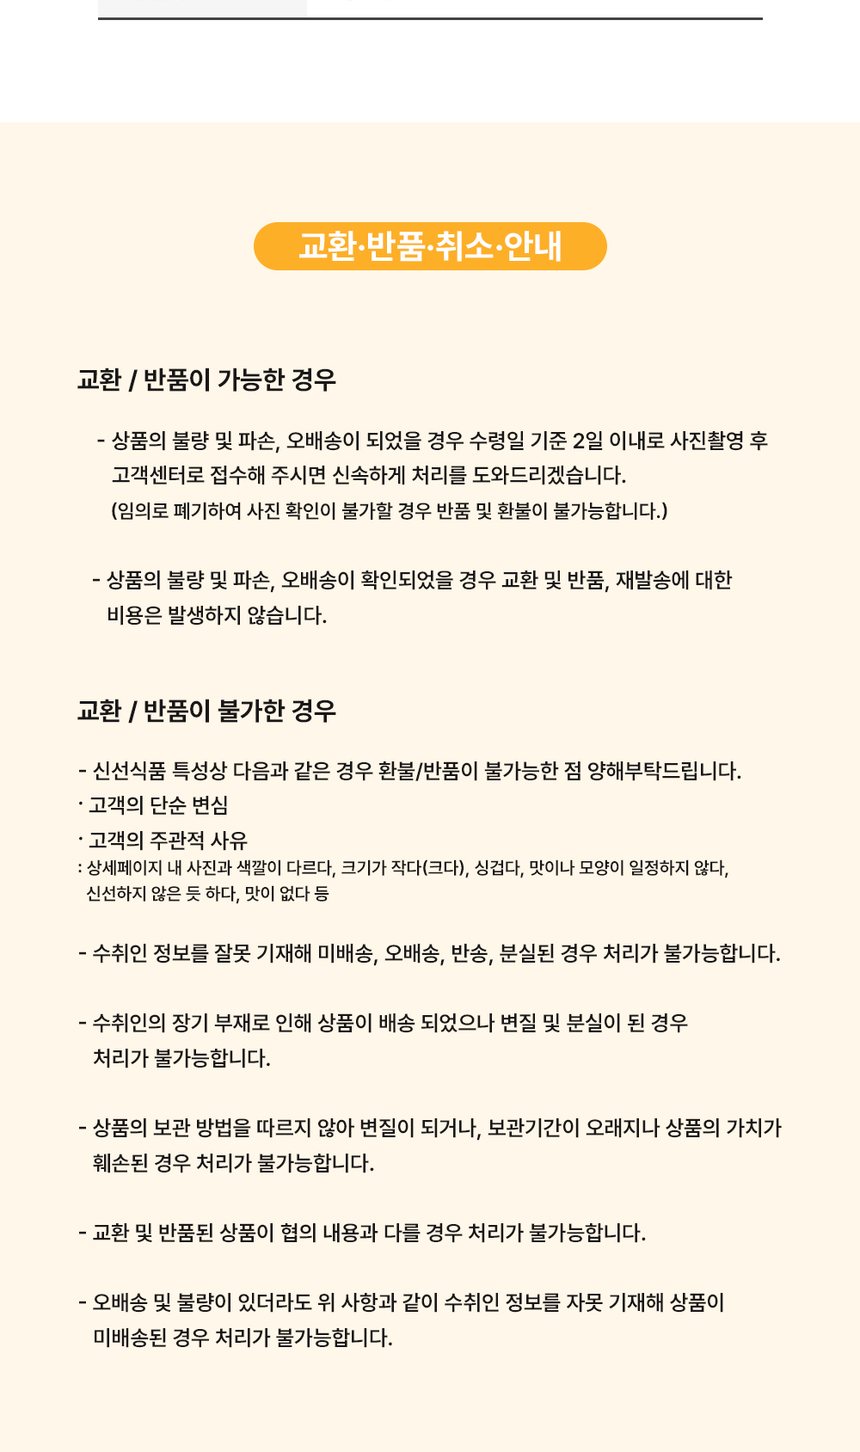 교환·반품·취소·안내
교환 / 반품이 가능한 경우
- 상품의 불량 및 파손, 오배송이 되었을 경우 수령일 기준 2일 이내로 사진촬영 후
고객센터로 접수해 주시면 신속하게 처리를 도와드리겠습니다.
(임의로 폐기하여 사진 확인이 불가할 경우 반품 및 환불이 불가능합니다.)
- 상품의 불량 및 파손, 오배송이 확인되었을 경우 교환 및 반품, 재발송에 대한
비용은 발생하지 않습니다.
교환 / 반품이 불가한 경우
- 신선식품 특성상 다음과 같은 경우 환불/반품이 불가능한 점 양해부탁드립니다.
· 고객의 단순 변심
· 고객의 주관적 사유
: 상세페이지 내 사진과 색깔이 다르다, 크기가 작다(크다), 싱겁다, 맛이나 모양이 일정하지 않다,
신선하지 않은 듯 하다, 맛이 없다 등
- 수취인 정보를 잘못 기재해 미배송, 오배송, 반송, 분실된 경우 처리가 불가능합니다.
- 수취인의 장기 부재로 인해 상품이 배송 되었으나 변질 및 분실이 된 경우
처리가 불가능합니다.
- 상품의 보관 방법을 따르지 않아 변질이 되거나, 보관기간이 오래지나 상품의 가치가
훼손된 경우 처리가 불가능합니다.
- 교환 및 반품된 상품이 협의 내용과 다를 경우 처리가 불가능합니다.
- 오배송 및 불량이 있더라도 위 사항과 같이 수취인 정보를 자못 기재해 상품이
미배송된 경우 처리가 불가능합니다.